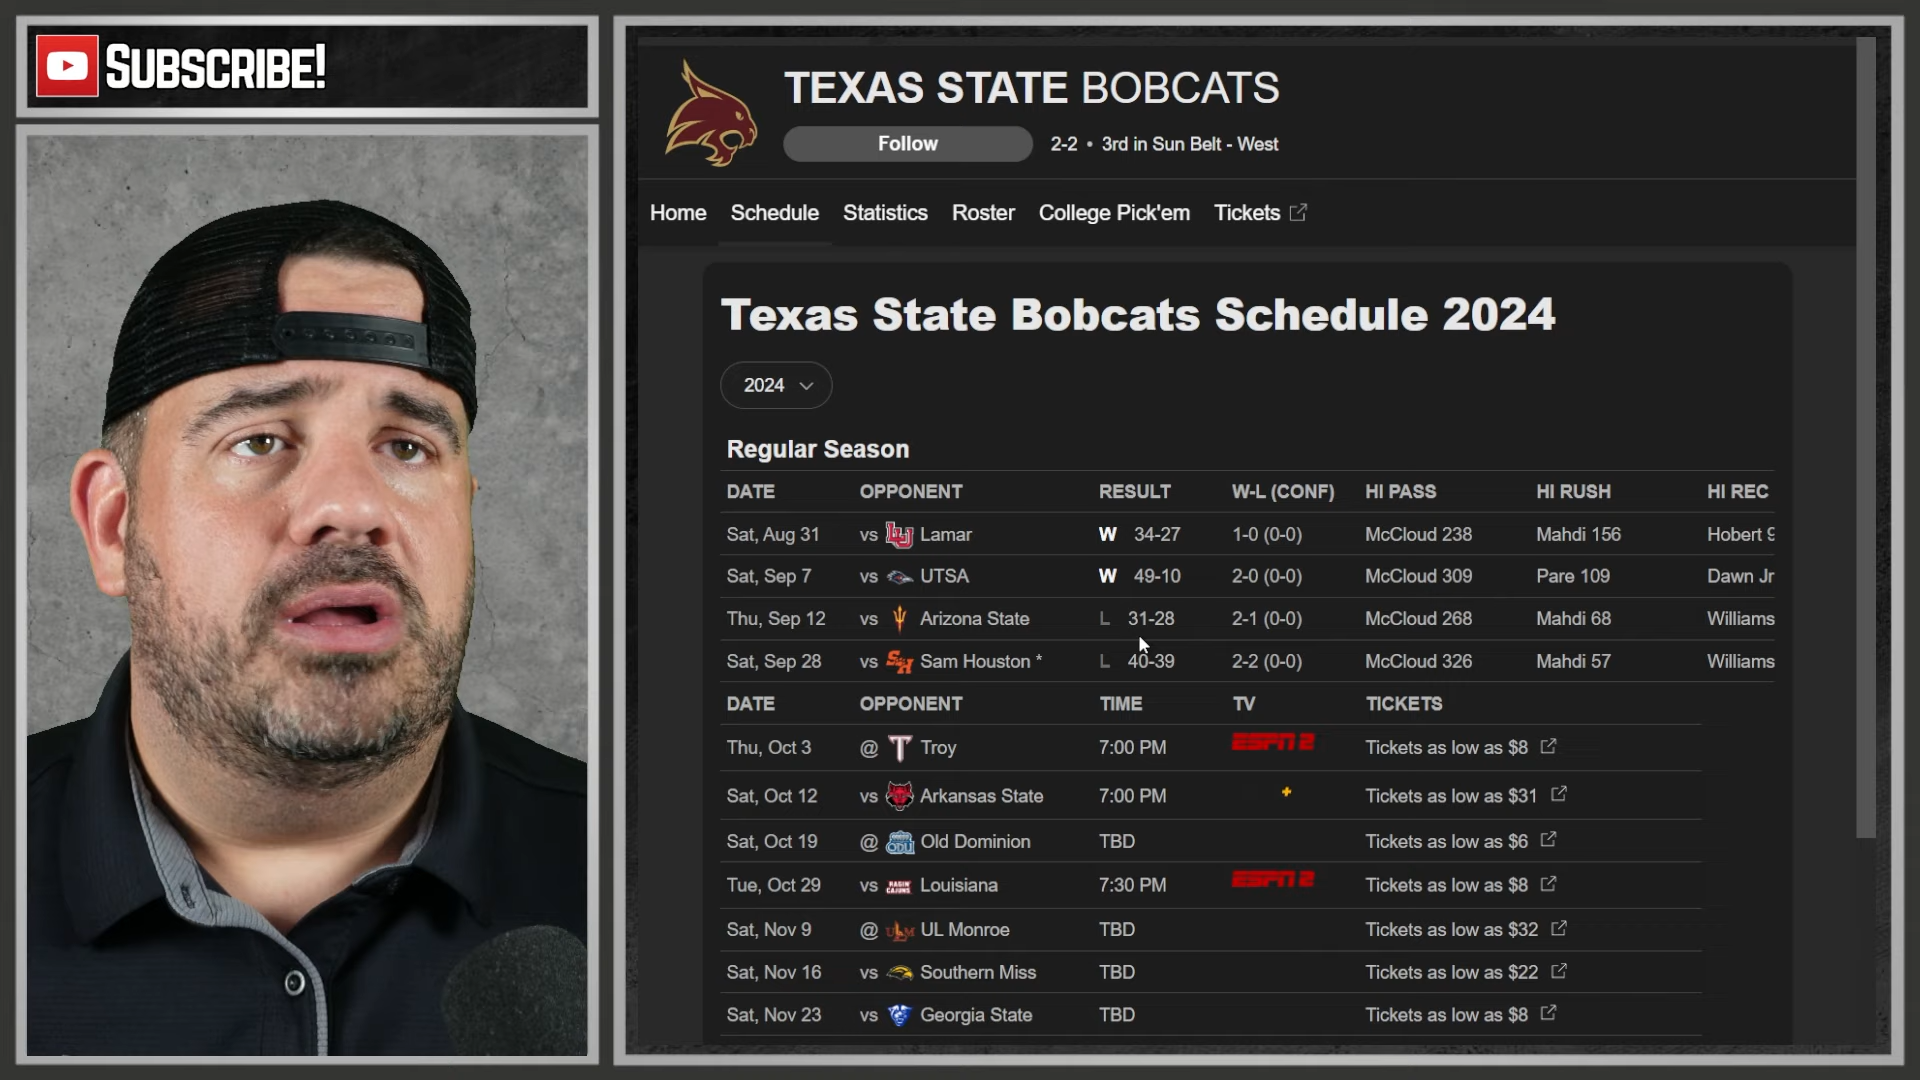 SUBSCRIBE!
TEXAS STATE BOBCATS
Follow 2-2 • 3rd in Sun Belt - West
Home Schedule Statistics Roster College Pick'em Tickets
Texas State Bobcats Schedule 2024
2024
Regular Season
DATE OPPONENT RESULT W-L (CONF) HI PASS HI RUSH HI REC
Sat, Aug 31 vs Lamar W 34-27 1-0 (0-0) McCloud 238 Mahdi 156 Hobert 9
Sat, Sep 7 vs UTSA W 49-10 2-0 (0-0) McCloud 309 Pare 109 Dawn Jr
Thu, Sep 12 vs Arizona State L 31-28 2-1 (0-0) McCloud 268 Mahdi 68 Williams
Sat, Sep 28 vs Sam Houston * L 40-39 2-2 (0-0) McCloud 326 Mahdi 57 Williams
DATE OPPONENT TIME TV TICKETS
Thu, Oct 3 @ T Troy 7:00 PM ESPN 2 Tickets as low as $8
Sat, Oct 12 vs Arkansas State 7:00 PM + Tickets as low as $31
Sat, Oct 19 @ ODU Old Dominion TBD Tickets as low as $6
Tue, Oct 29 vs RAGIN' CAJUNS Louisiana 7:30 PM ESPN 2 Tickets as low as $8
Sat, Nov 9 @ ULM UL Monroe TBD Tickets as low as $32
Sat, Nov 16 vs Southern Miss TBD Tickets as low as $22
Sat, Nov 23 vs Georgia State TBD Tickets as low as $8